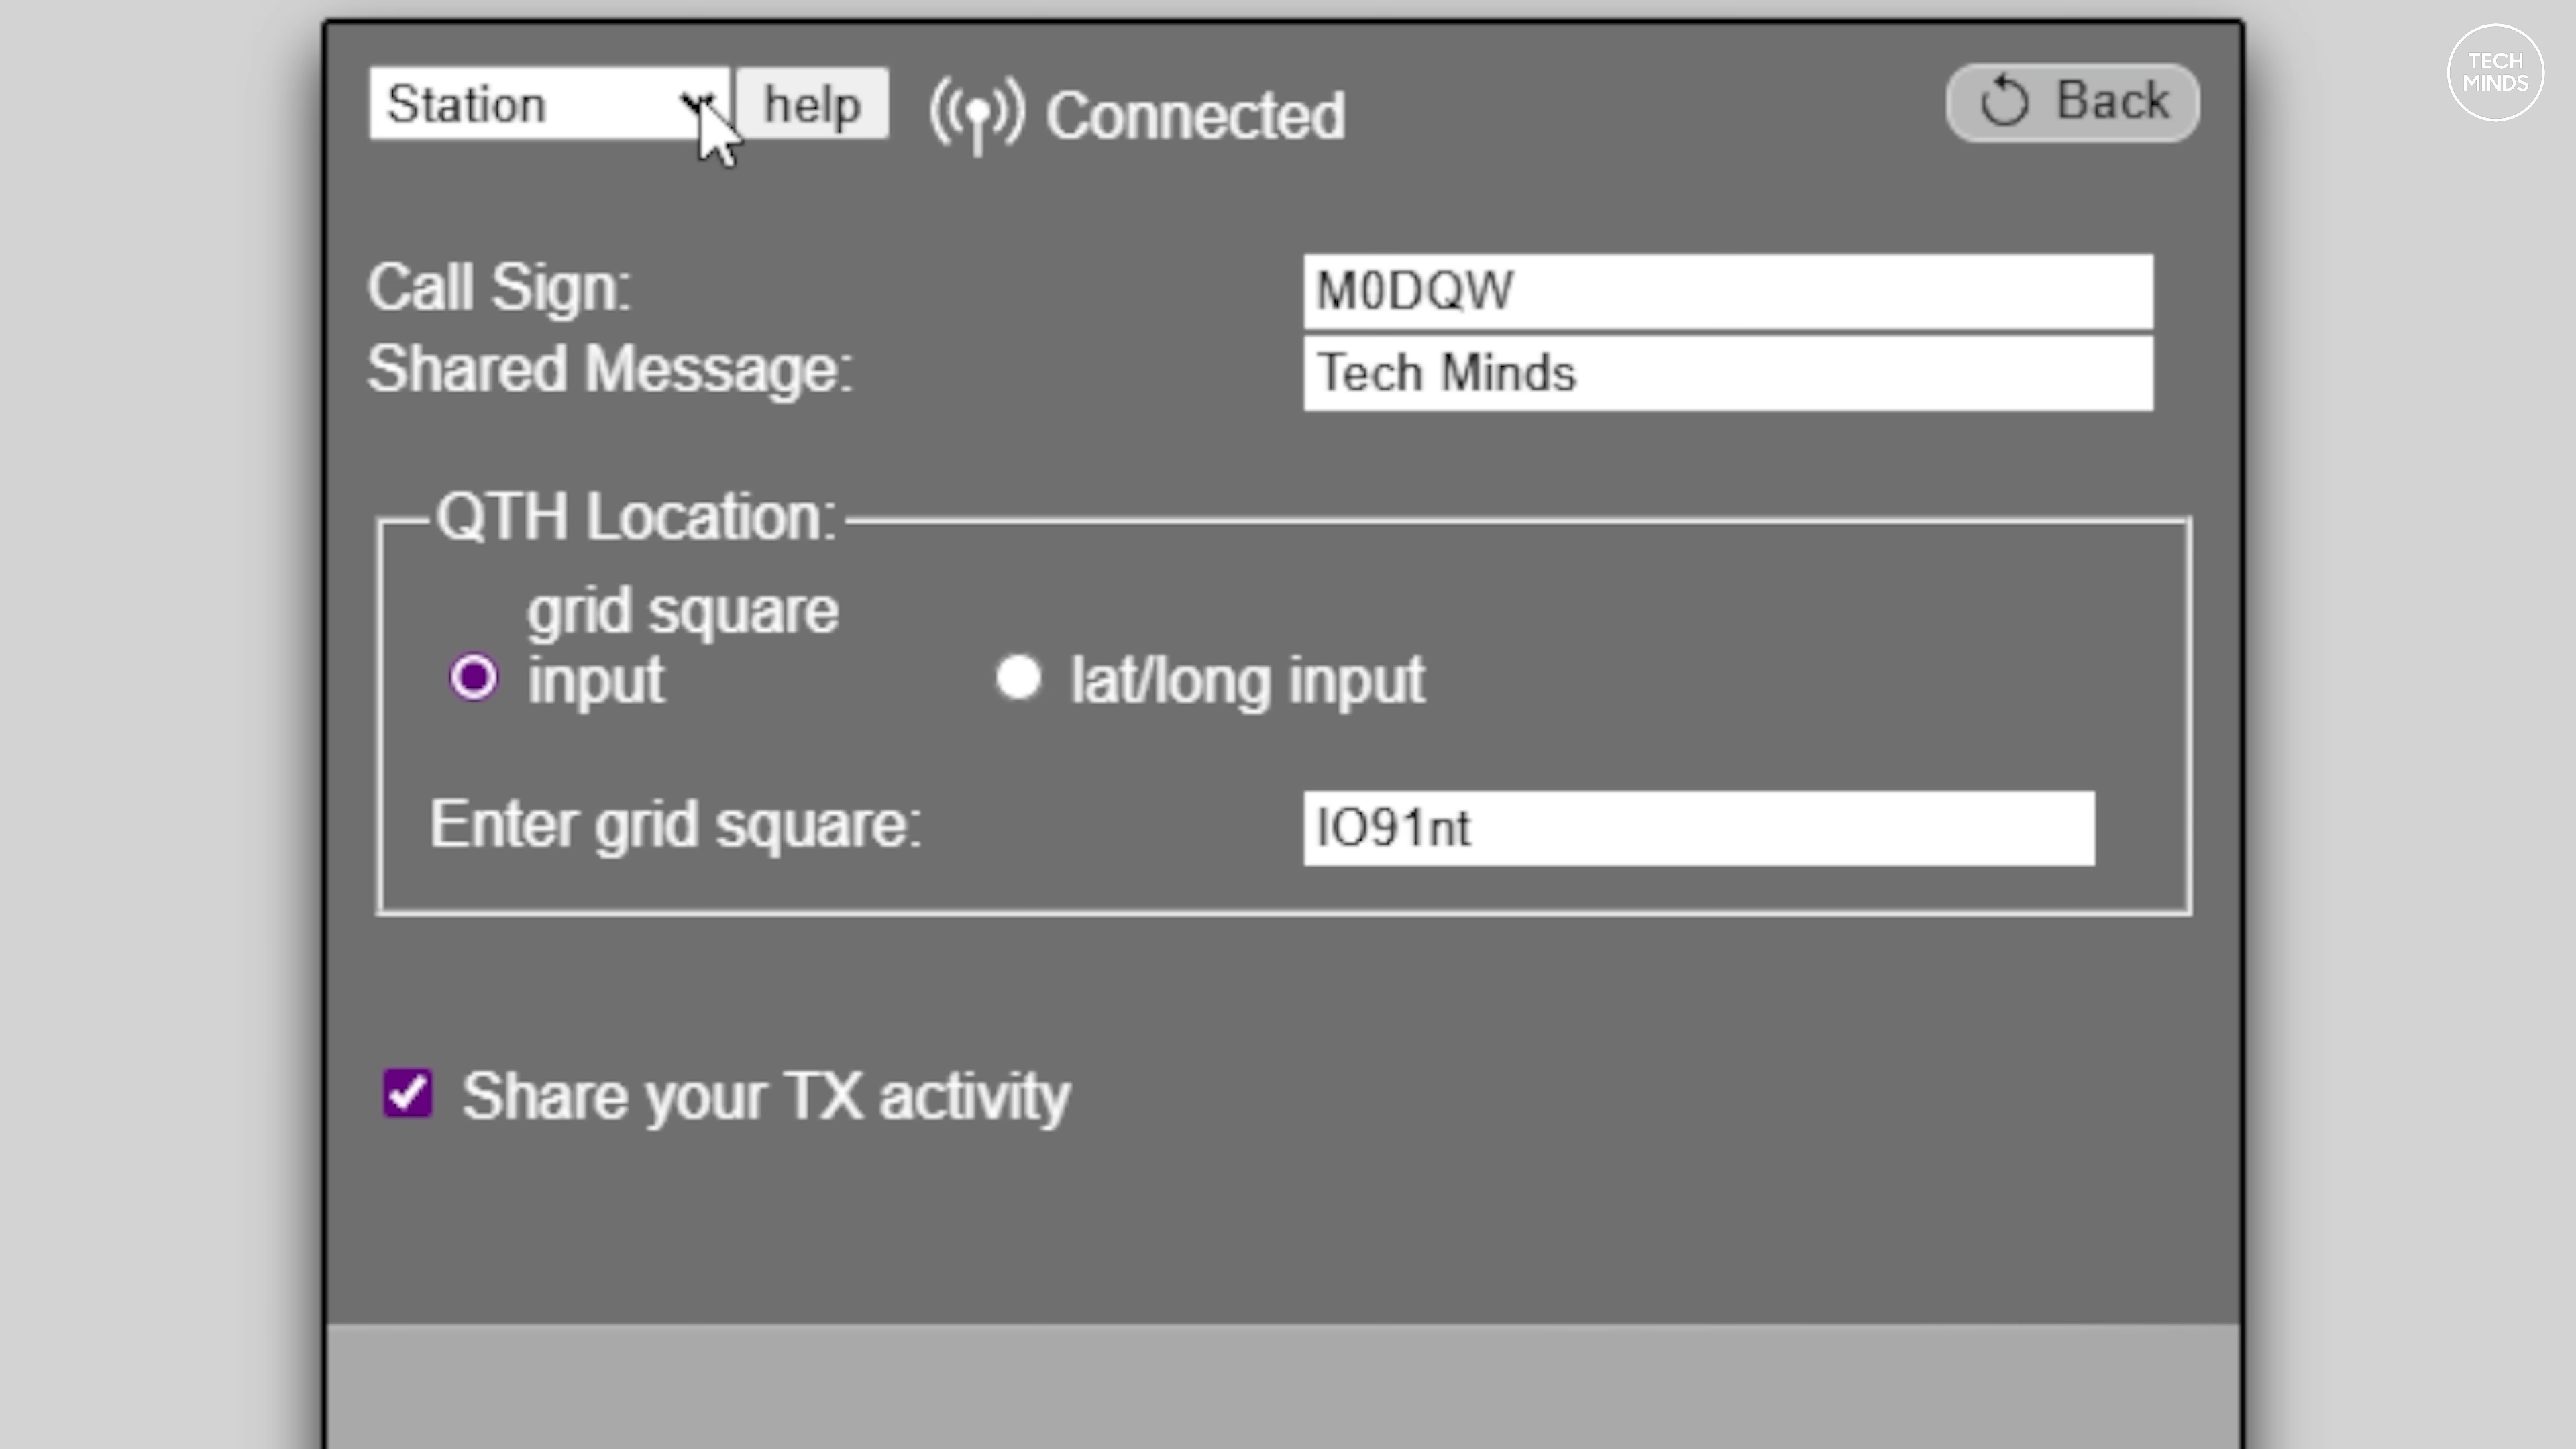 Station help Connected Back
TECH
MINDS
Call Sign: M0DQW
Shared Message: Tech Minds
QTH Location:
grid square
input lat/long input
Enter grid square: IO91nt
Share your TX activity